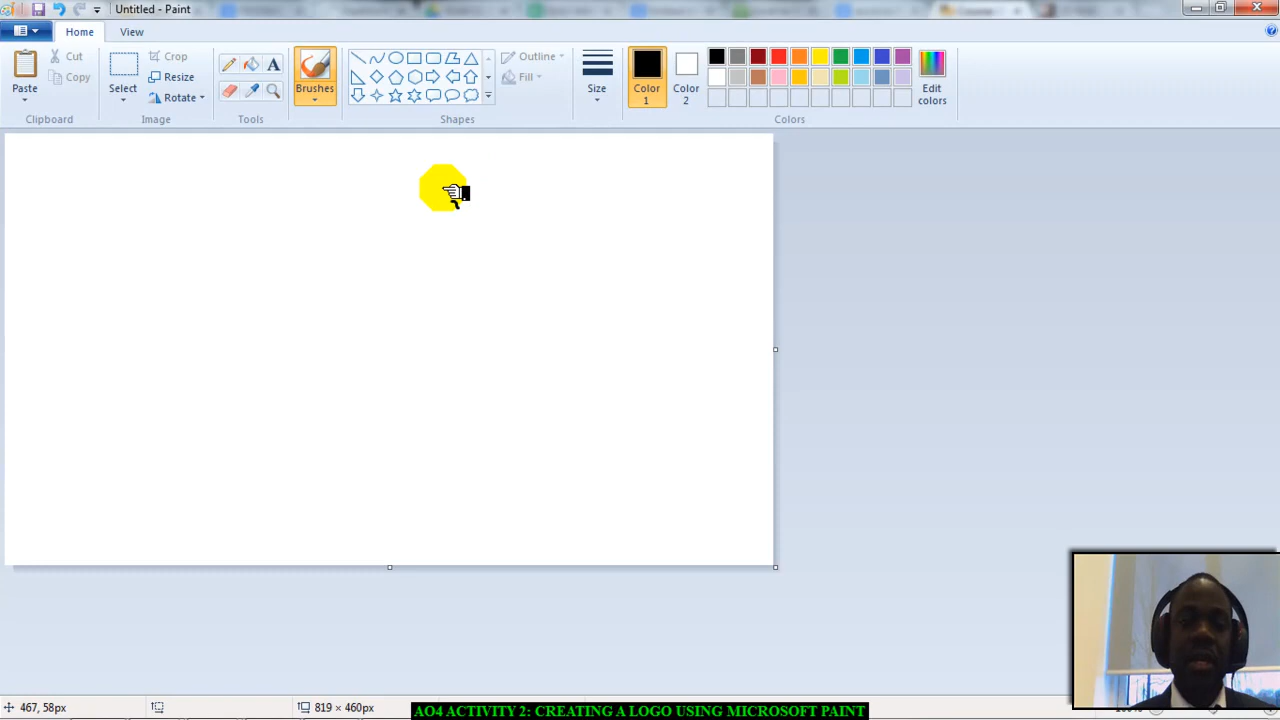 Untitled - Paint
Home View
Cut
Copy
Paste
Clipboard
Crop
Resize
Rotate
Select
Image
Tools
Brushes
Outline
Fill
Shapes
Size
Color 1
Color 2
Edit colors
Colors
467, 58px
819 × 460px
AO4 ACTIVITY 2: CREATING A LOGO USING MICROSOFT PAINT